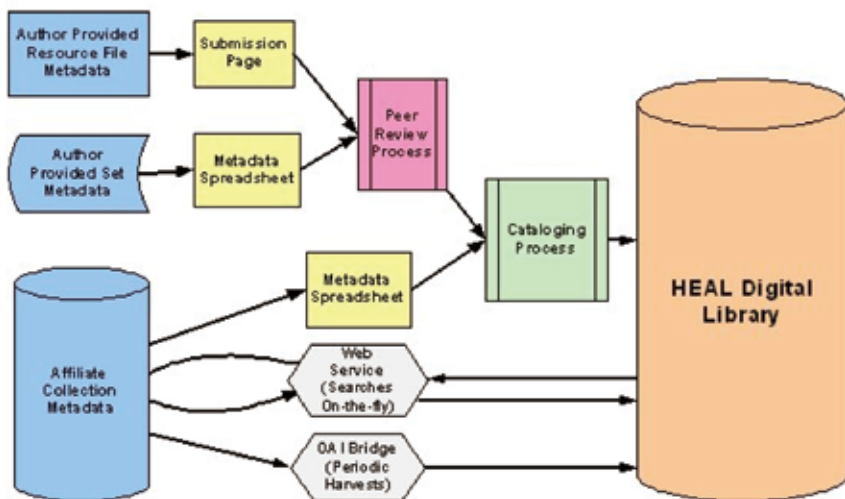 Author Provided
Resource File
Metadata
Submission
Page
Peer
Review
Process
Author
Provided Set
Metadata
Metadata
Spreadsheet
Cataloging
Process
HEAL Digital
Library
Metadata
Spreadsheet
Affiliate
Collection
Metadata
Web
Service
(Searches
On-the-fly)
OAI Bridge
(Periodic
Harvests)